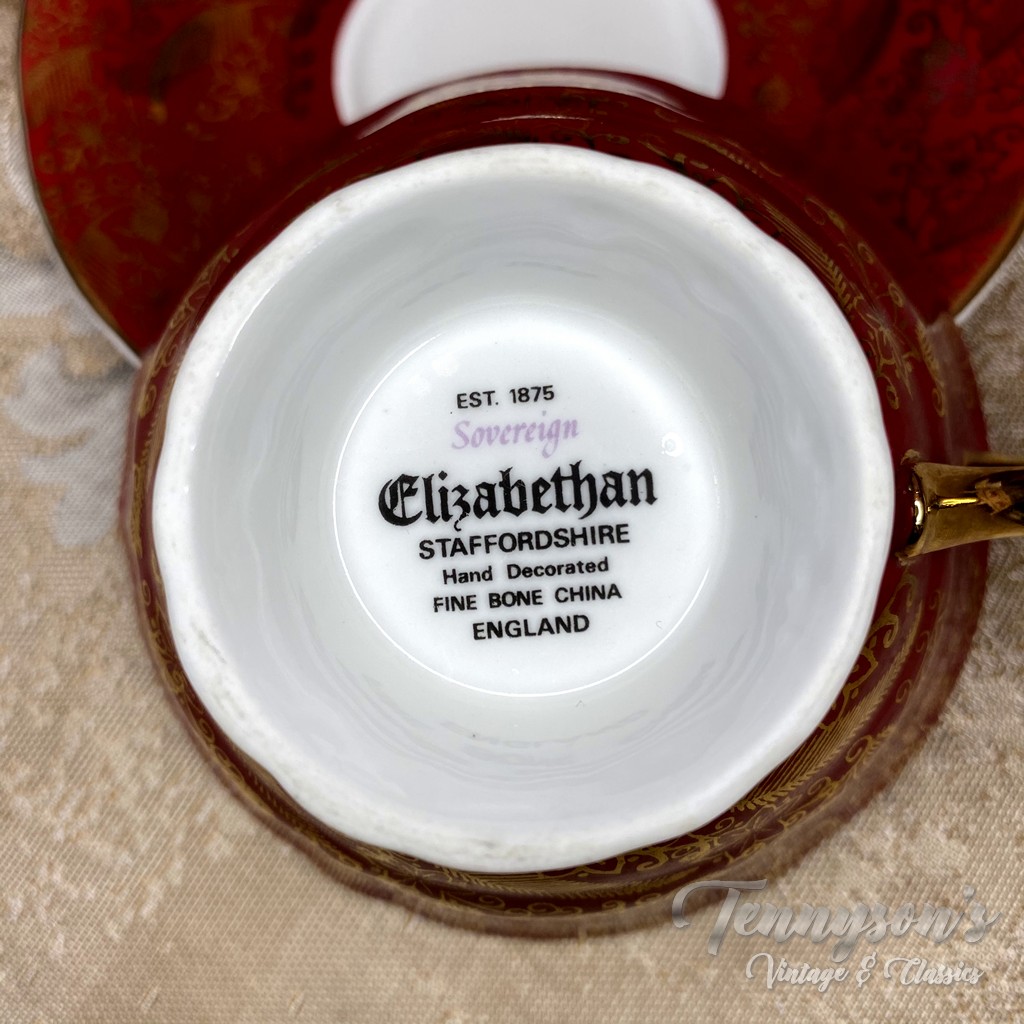 EST. 1875
Sovereign
Elizabethan
STAFFORDSHIRE
Hand Decorated
FINE BONE CHINA
ENGLAND
Tennyson's
Vintage & Classics